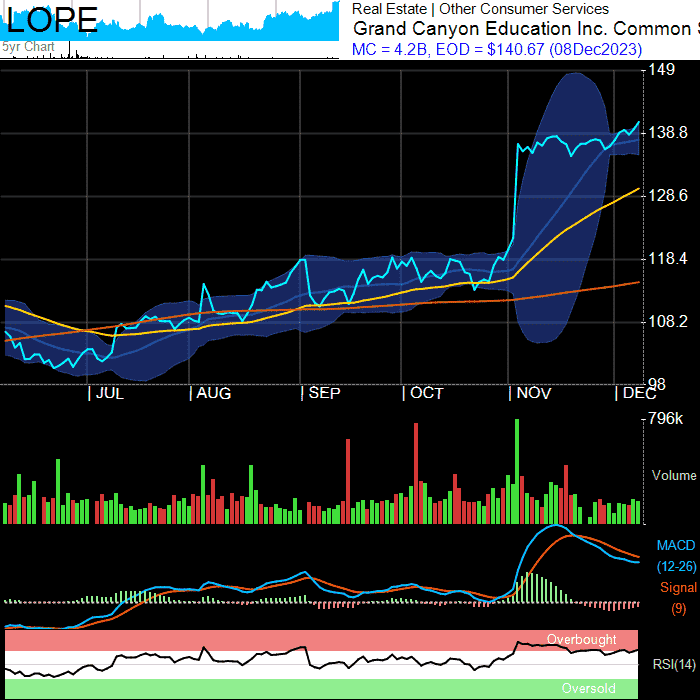 LOPE
5yr Chart
Real Estate | Other Consumer Services
Grand Canyon Education Inc. Common S
MC = 4.2B, EOD = $140.67 (08Dec2023)
149
138.8
128.6
118.4
108.2
98
| JUL | AUG | SEP | OCT | NOV | DEC
796k
Volume
MACD
(12-26)
Signal
(9)
Overbought
RSI(14)
Oversold